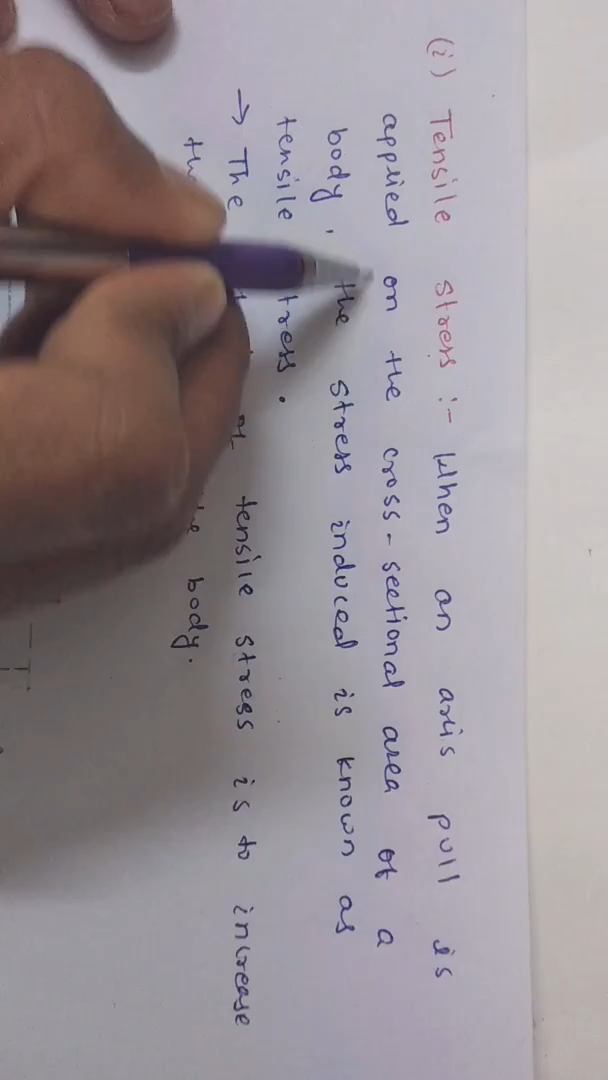 (i) Tensile stress :- When an axis pull is
applied on the cross-sectional area of a
body, the stress induced is known as
tensile stress.
→ The tensile stress is to increase
the body.